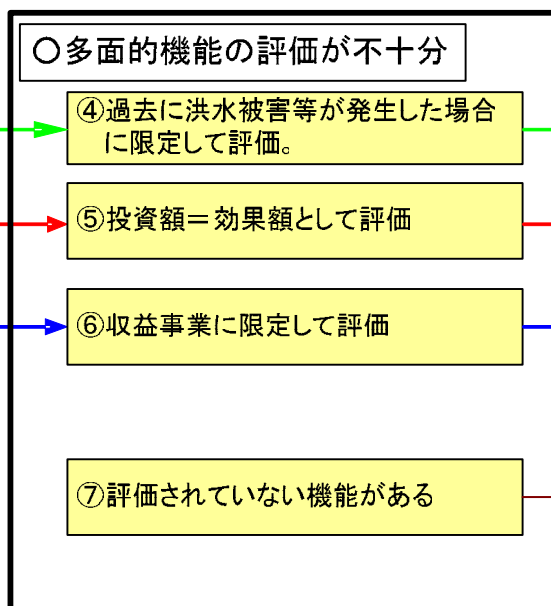 ○多面的機能の評価が不十分
④過去に洪水被害等が発生した場合
に限定して評価。
⑤投資額＝効果額として評価
⑥収益事業に限定して評価
⑦評価されていない機能がある